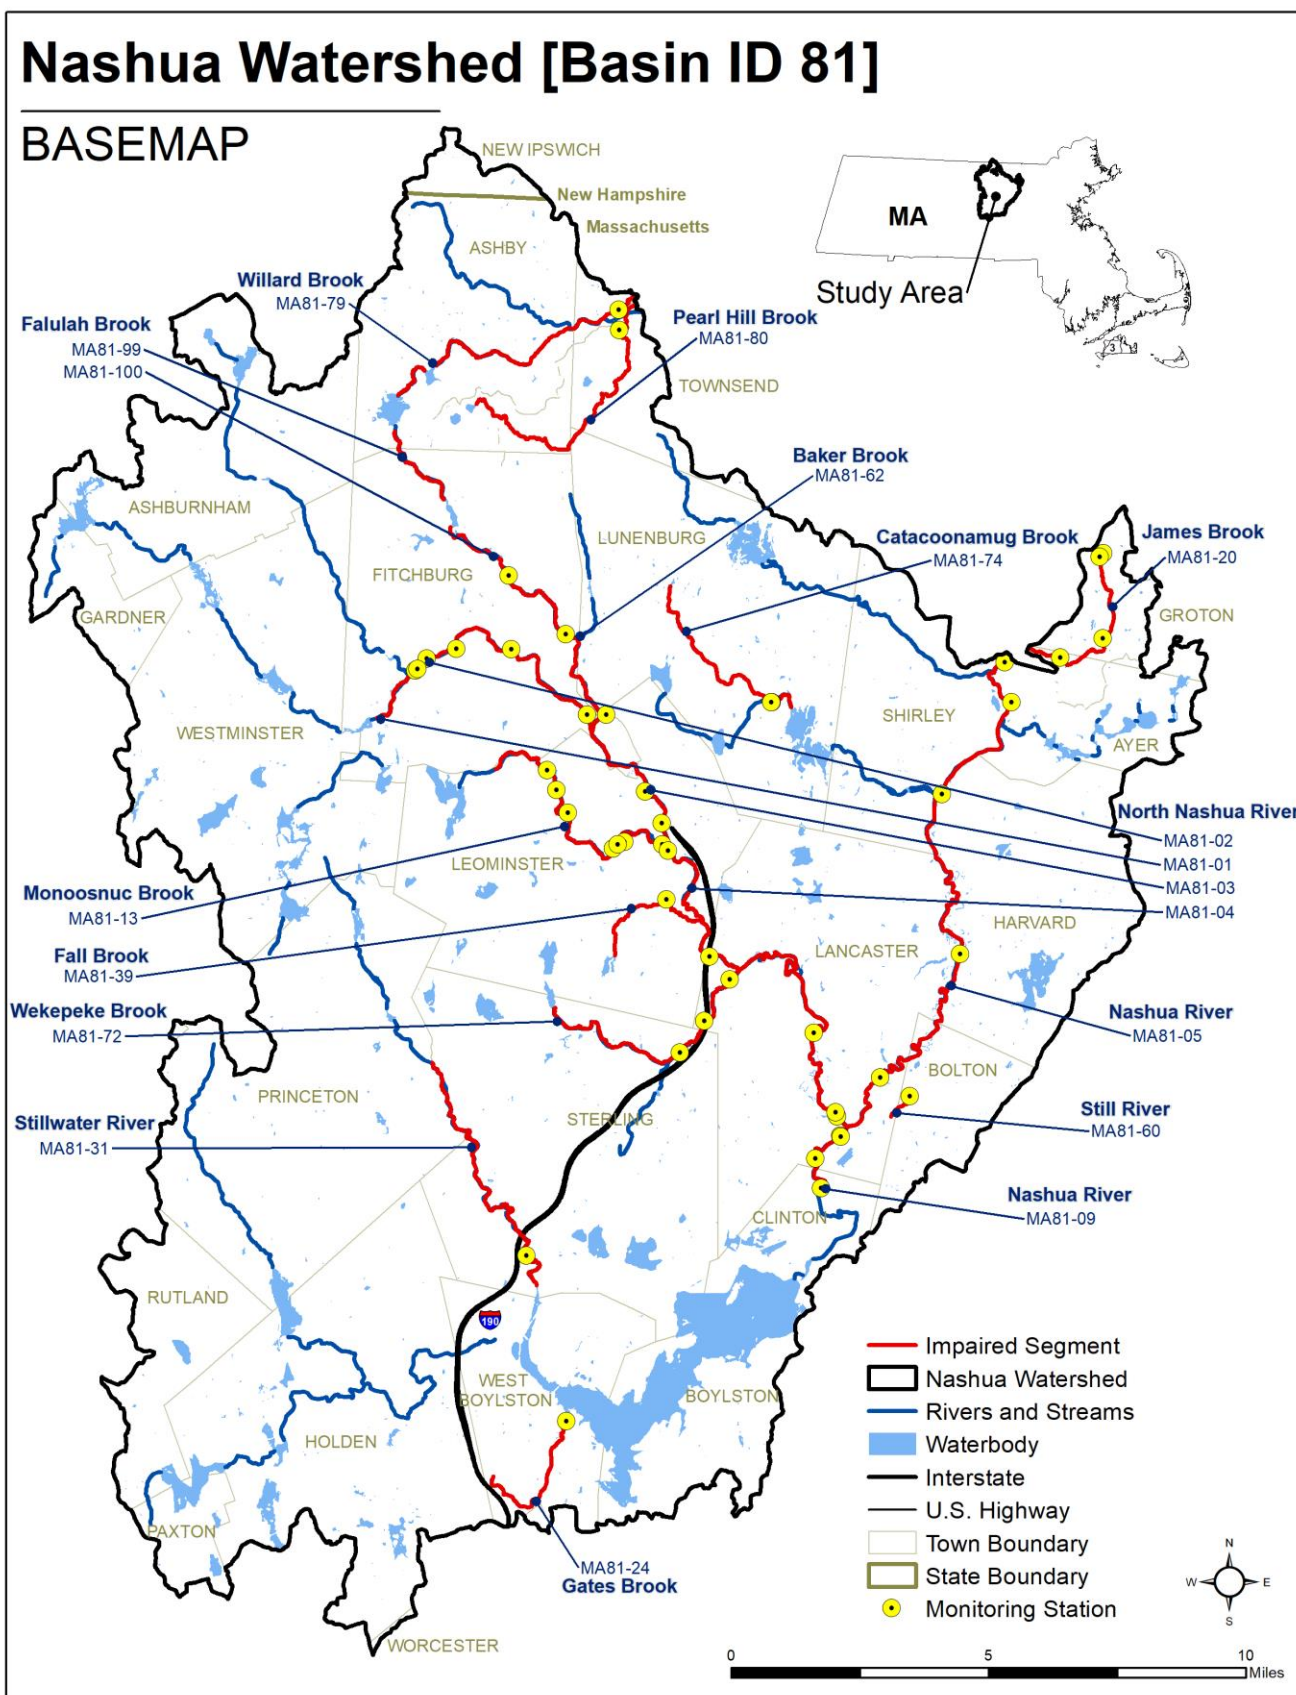 Nashua Watershed [Basin ID 81]
BASEMAP
NEW IPSWICH
New Hampshire
Massachusetts
ASHBY
MA
Study Area
3
Willard Brook
MA81-79
Falulah Brook
MA81-99
MA81-100
Pearl Hill Brook
MA81-80
TOWNSEND
Baker Brook
MA81-62
ASHBURNHAM
LUNENBURG
Catacoonamug Brook
MA81-74
James Brook
MA81-20
FITCHBURG
GARDNER
GROTON
WESTMINSTER
SHIRLEY
AYER
North Nashua River
MA81-02
MA81-01
MA81-03
MA81-04
LEOMINSTER
Monoosnuc Brook
MA81-13
HARVARD
LANCASTER
Fall Brook
MA81-39
Wekepeke Brook
MA81-72
Nashua River
MA81-05
BOLTON
PRINCETON
STERLING
Still River
MA81-60
Stillwater River
MA81-31
Nashua River
MA81-09
CLINTON
RUTLAND
190
WEST
BOYLSTON
BOYLSTON
HOLDEN
PAXTON
MA81-24
Gates Brook
WORCESTER
Impaired Segment
Nashua Watershed
Rivers and Streams
Waterbody
Interstate
U.S. Highway
Town Boundary
State Boundary
Monitoring Station
N
W
E
S
0
5
10
Miles